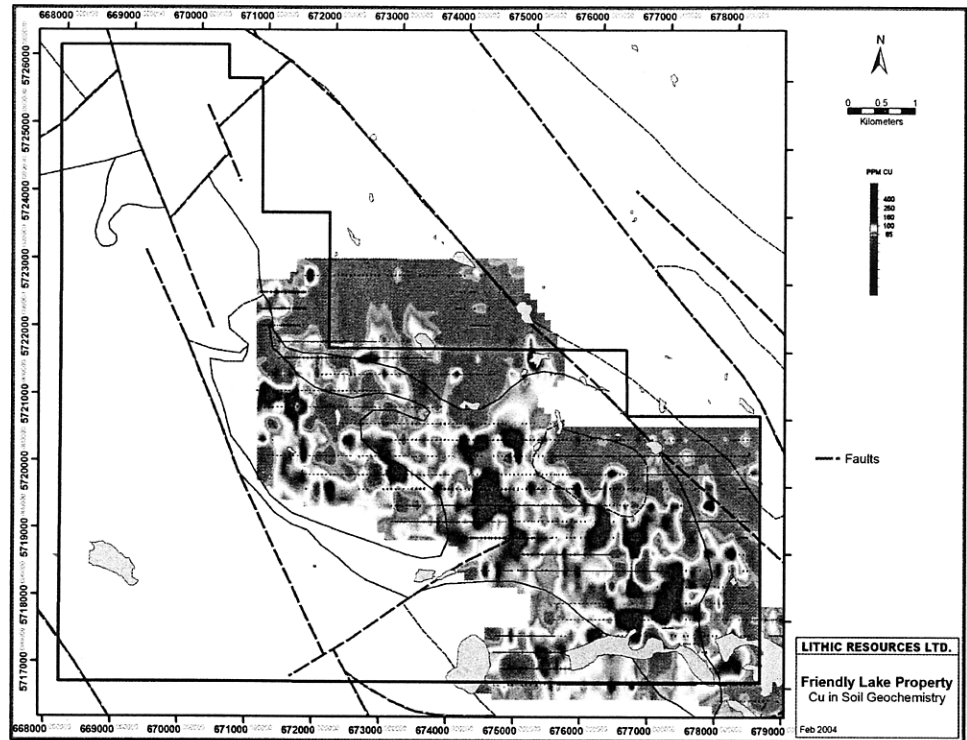 668000 669000 670000 671000 672000 673000 674000 675000 676000 677000 678000
5726000
5725000
5724000
5723000
5722000
5721000
5720000
5719000
5718000
5717000
N
0 0.5 1
Kilometers
PPM CU
400
250
160
100
85
Faults
LITHIC RESOURCES LTD.
Friendly Lake Property
Cu in Soil Geochemistry
Feb 2004
668000 669000 670000 671000 672000 673000 674000 675000 676000 677000 678000 679000